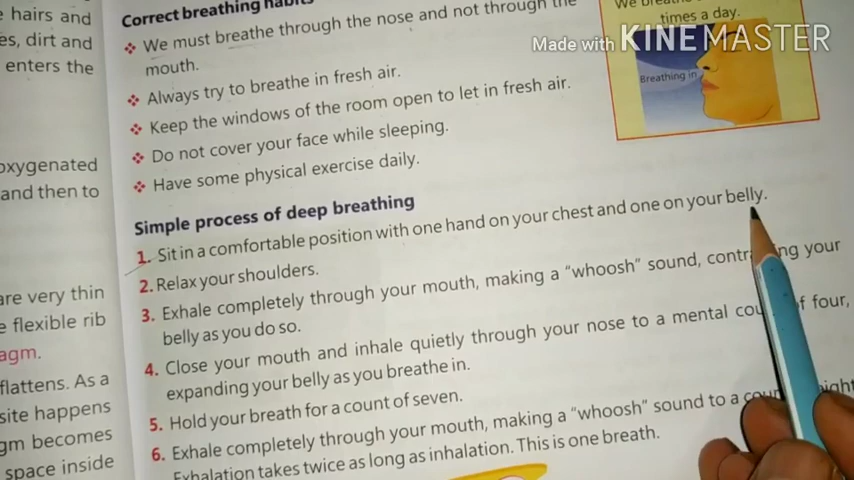 e hairs and
es, dirt and
enters the
oxygenated
and then to
are very thin
e flexible rib
agm.
flattens. As a
site happens
gm becomes
space inside
Correct breathing habits
❖ We must breathe through the nose and not through the
mouth.
❖ Always try to breathe in fresh air.
❖ Keep the windows of the room open to let in fresh air.
❖ Do not cover your face while sleeping.
❖ Have some physical exercise daily.
Simple process of deep breathing
1. Sit in a comfortable position with one hand on your chest and one on your belly.
2. Relax your shoulders.
3. Exhale completely through your mouth, making a “whoosh” sound, contracting your
belly as you do so.
4. Close your mouth and inhale quietly through your nose to a mental count of four,
expanding your belly as you breathe in.
5. Hold your breath for a count of seven.
6. Exhale completely through your mouth, making a “whoosh” sound to a count eight
Exhalation takes twice as long as inhalation. This is one breath.
We breathe
times a day.
Breathing in
Made with KINEMASTER